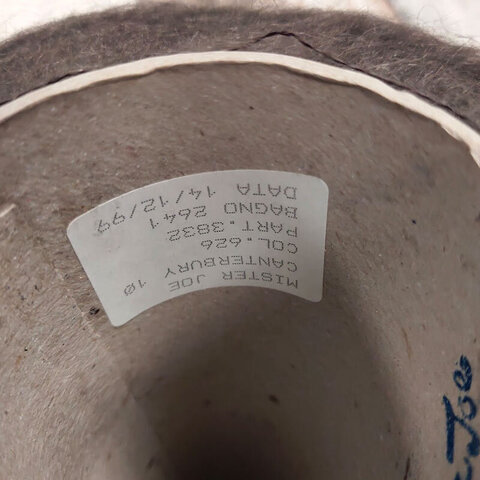 MISTER JOE
CANTERBURY 10
COL.626
PART.3832
BAGNO 2641
DATA 14/12/99